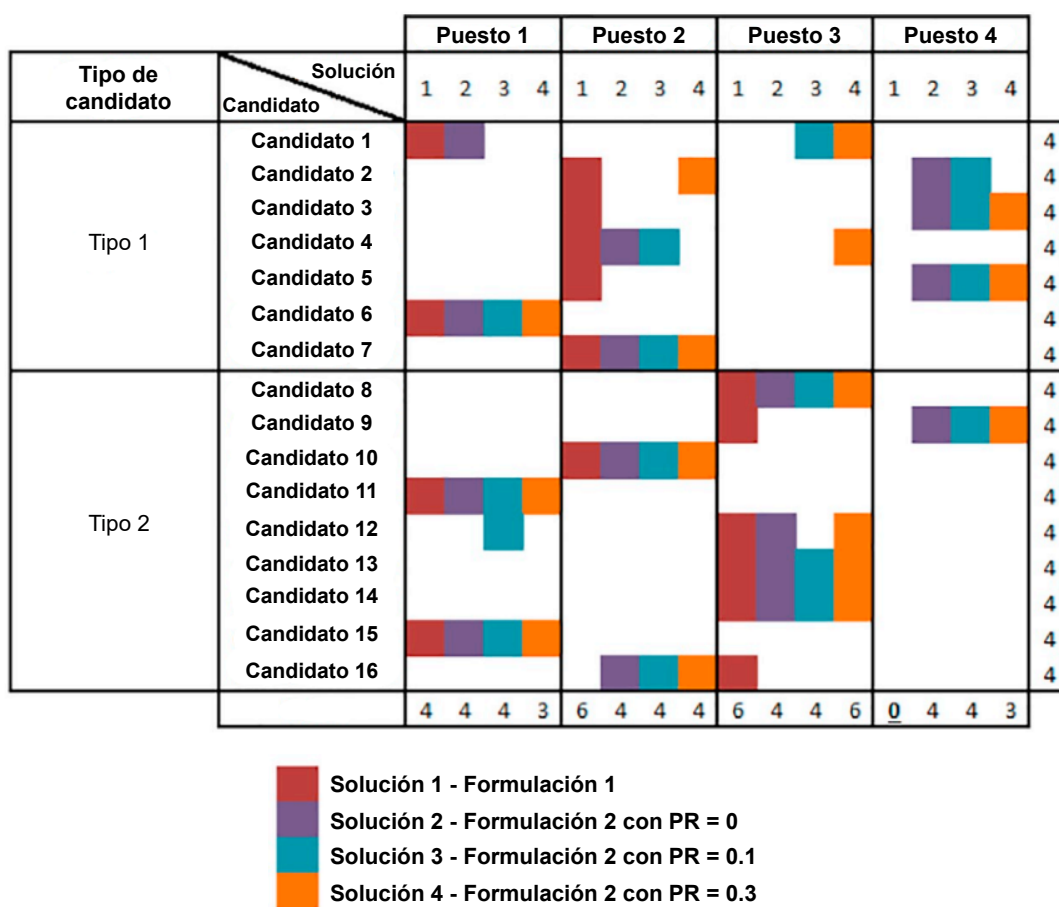 Puesto 1 Puesto 2 Puesto 3 Puesto 4
Tipo de candidato Solución Candidato 1 2 3 4 1 2 3 4 1 2 3 4 1 2 3 4
Tipo 1
Candidato 1 4
Candidato 2 4
Candidato 3 4
Candidato 4 4
Candidato 5 4
Candidato 6 4
Candidato 7 4
Tipo 2
Candidato 8 4
Candidato 9 4
Candidato 10 4
Candidato 11 4
Candidato 12 4
Candidato 13 4
Candidato 14 4
Candidato 15 4
Candidato 16 4
4 4 4 3 6 4 4 4 6 4 4 6 0 4 4 3
Solución 1 - Formulación 1
Solución 2 - Formulación 2 con PR = 0
Solución 3 - Formulación 2 con PR = 0.1
Solución 4 - Formulación 2 con PR = 0.3